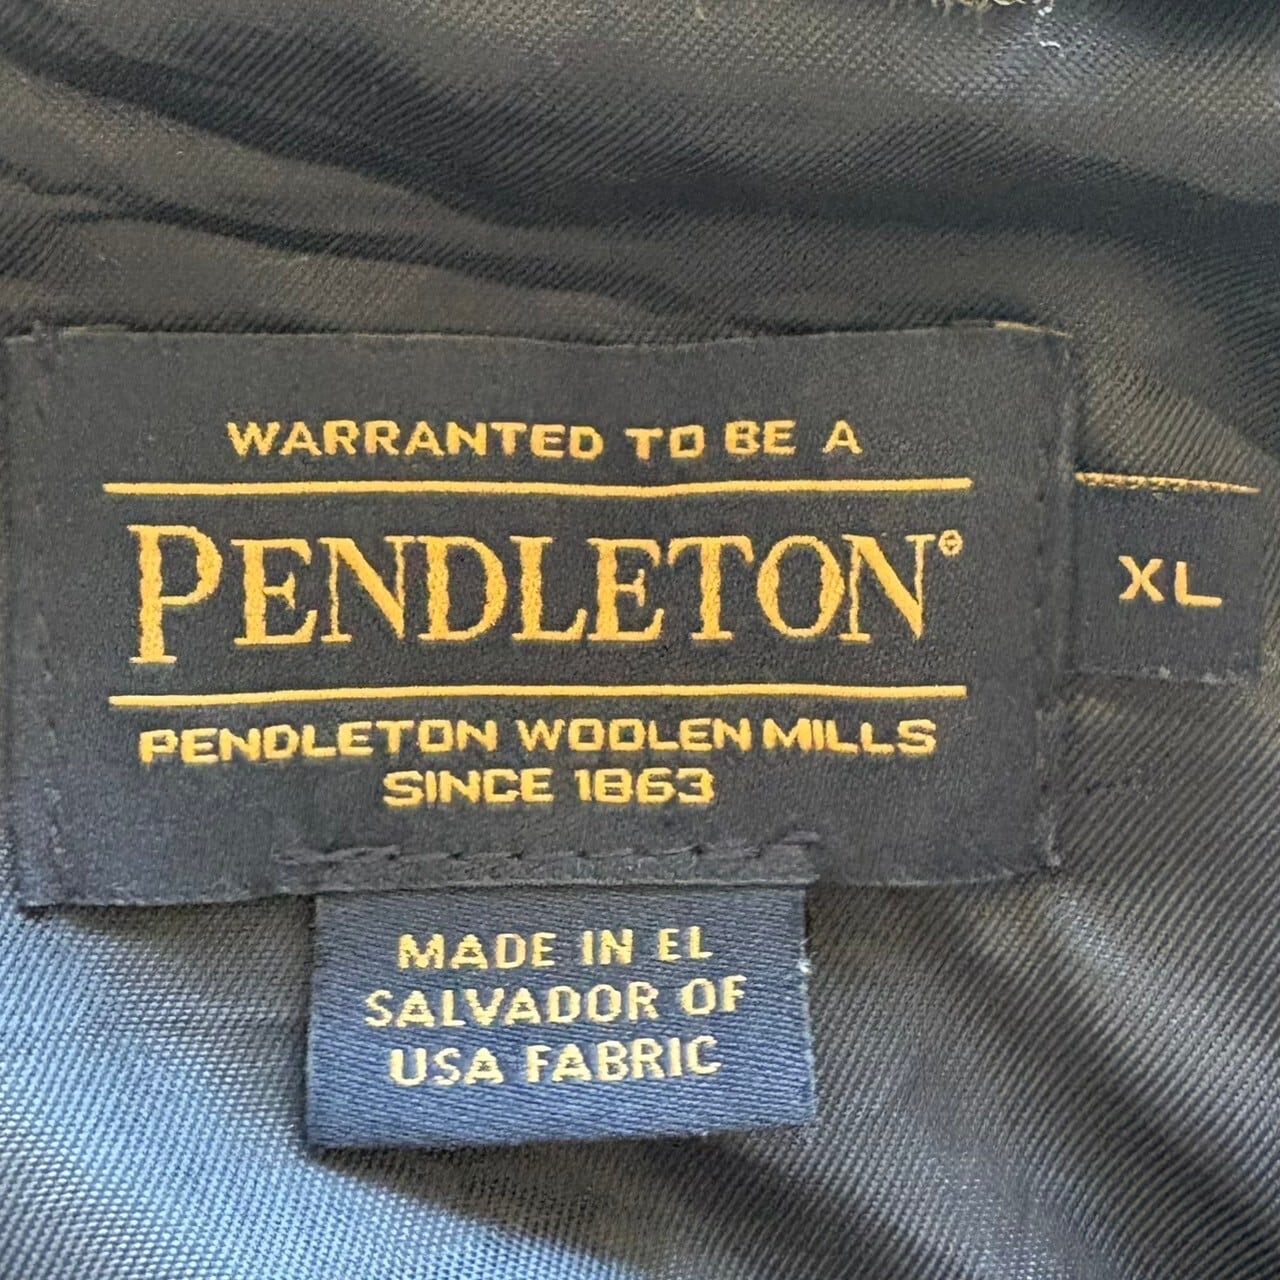 WARRANTED TO BE A
PENDLETON®
PENDLETON WOOLEN MILLS
SINCE 1863
XL
MADE IN EL
SALVADOR OF
USA FABRIC